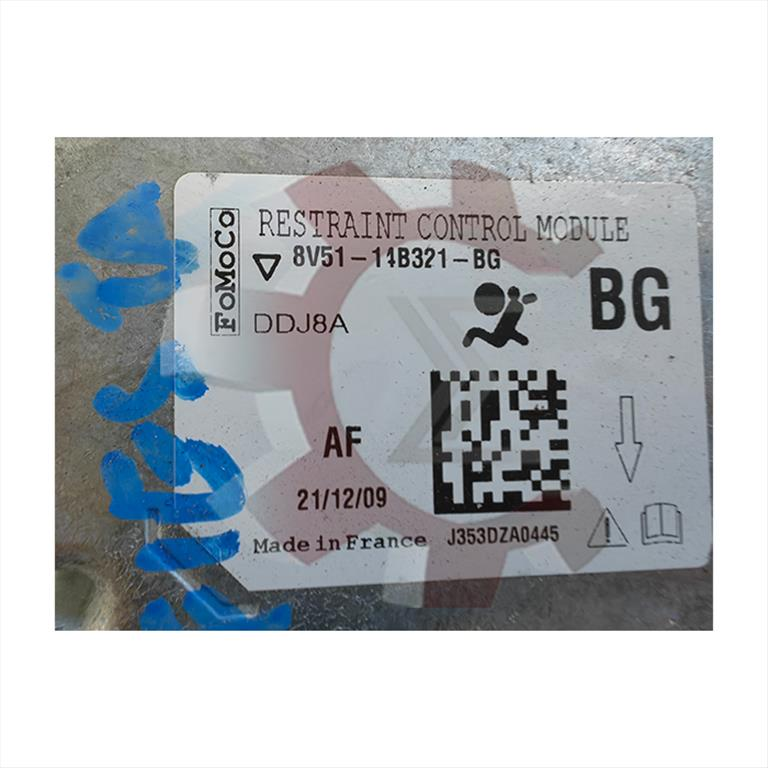 FoMoCo
RESTRAINT CONTROL MODULE
8V51-14B321-BG
BG
DDJ8A
AF
21/12/09
Made in France
J353DZA0445